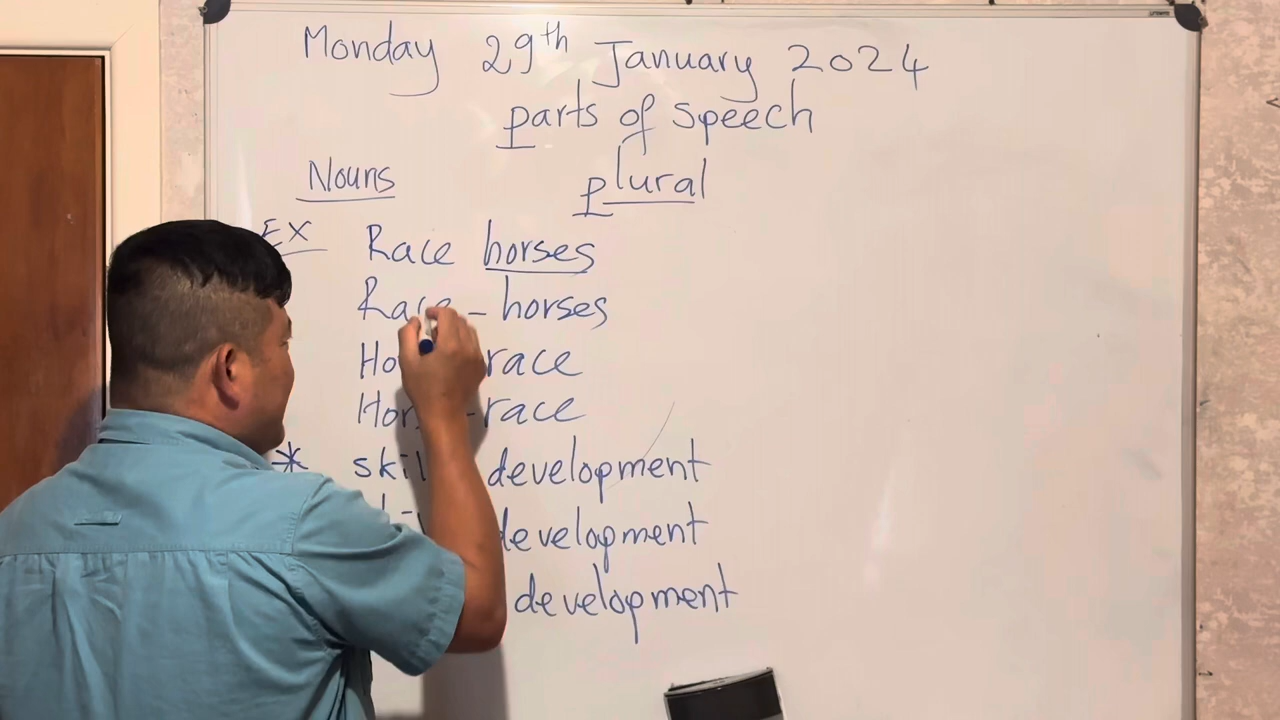 Monday 29th January 2024
parts of speech
Nouns plural
EX Race horses
Race - horses
race
race
* development
development
development